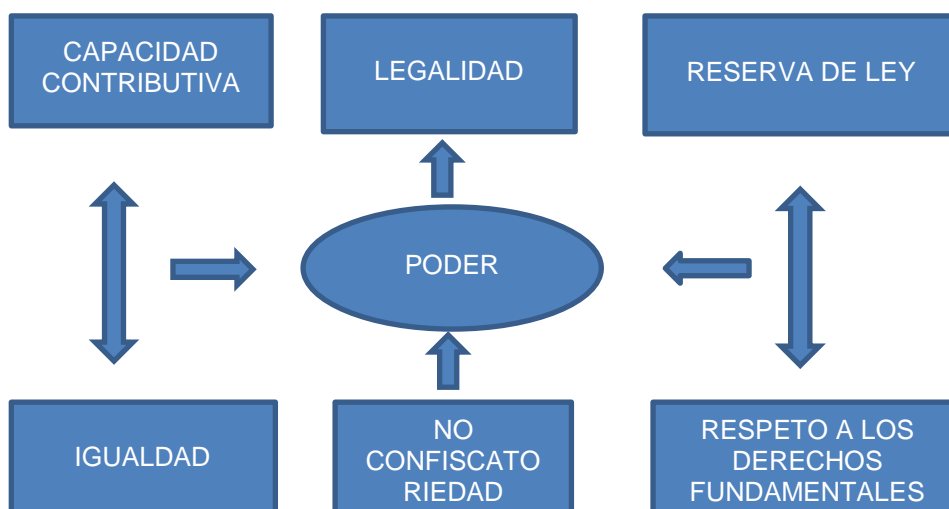 CAPACIDAD
CONTRIBUTIVA
LEGALIDAD
RESERVA DE LEY
PODER
IGUALDAD
NO
CONFISCATO
RIEDAD
RESPETO A LOS
DERECHOS
FUNDAMENTALES